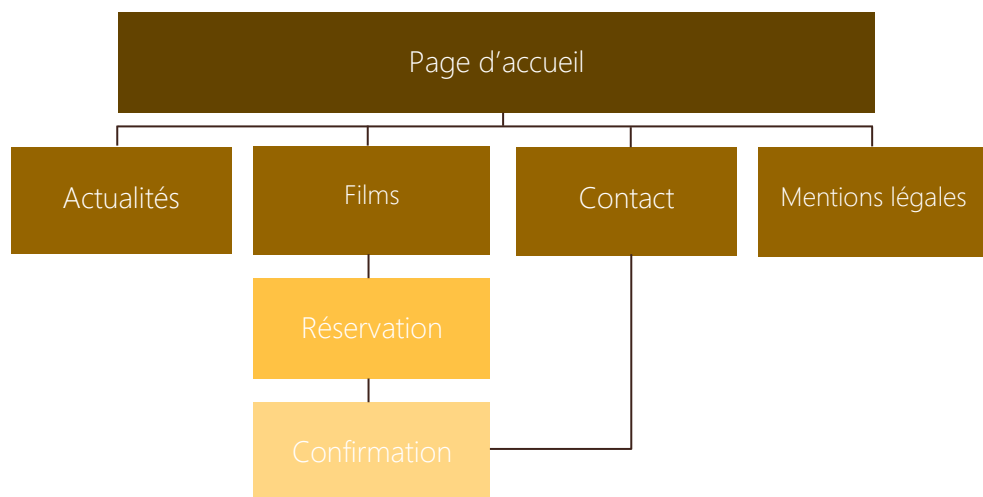 Page d’accueil
Actualités
Films
Contact
Mentions légales
Réservation
Confirmation